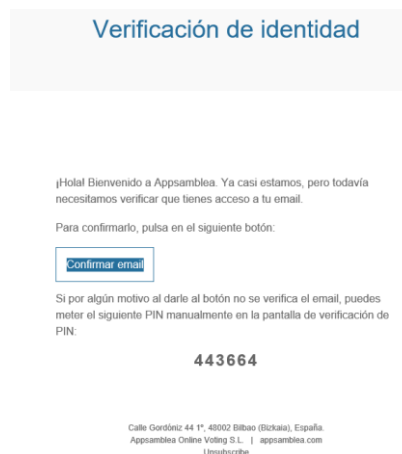 Verificación de identidad
¡Hola! Bienvenido a Appsamblea. Ya casi estamos, pero todavía
necesitamos verificar que tienes acceso a tu email.
Para confirmarlo, pulsa en el siguiente botón:
Confirmar email
Si por algún motivo al darle al botón no se verifica el email, puedes
meter el siguiente PIN manualmente en la pantalla de verificación de
PIN:
443664
Calle Gordóniz 44 1º, 48002 Bilbao (Bizkaia), España.
Appsamblea Online Voting S.L. | appsamblea.com
Unsubscribe